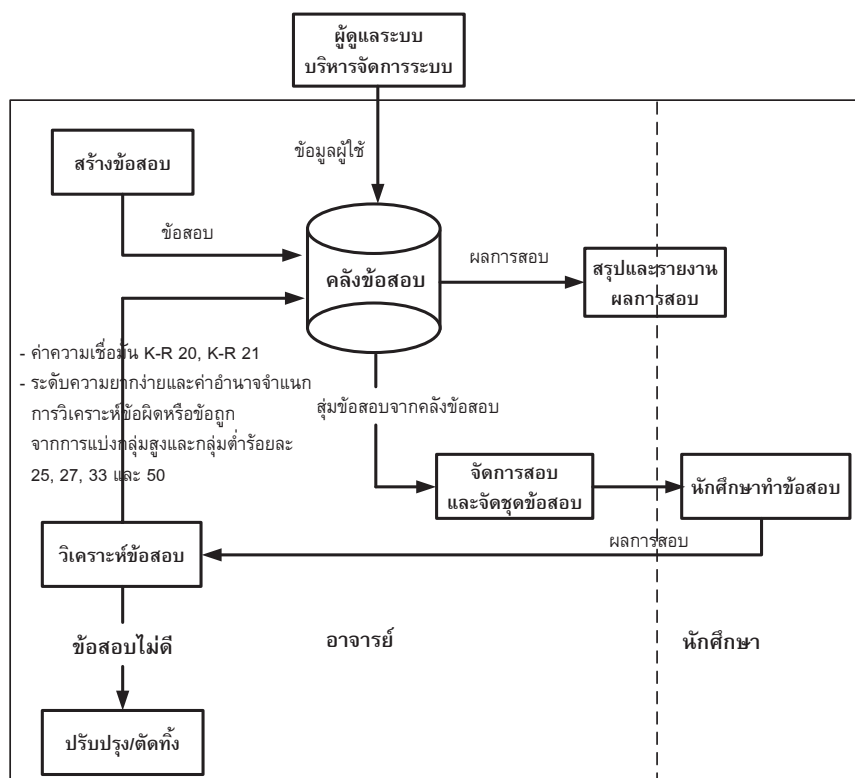 ผู้ดูแลระบบ
บริหารจัดการระบบ
ข้อมูลผู้ใช้
สร้างข้อสอบ
ข้อสอบ
คลังข้อสอบ
ผลการสอบ
สรุปและรายงาน
ผลการสอบ
- ค่าความเชื่อมั่น K-R 20, K-R 21
- ระดับความยากง่ายและค่าอำนาจจำแนก
การวิเคราะห์ข้อผิดหรือข้อถูก
จากการแบ่งกลุ่มสูงและกลุ่มต่ำร้อยละ
25, 27, 33 และ 50
สุ่มข้อสอบจากคลังข้อสอบ
จัดการสอบ
และจัดชุดข้อสอบ
นักศึกษาทำข้อสอบ
ผลการสอบ
วิเคราะห์ข้อสอบ
ข้อสอบไม่ดี
อาจารย์
นักศึกษา
ปรับปรุง/ตัดทิ้ง